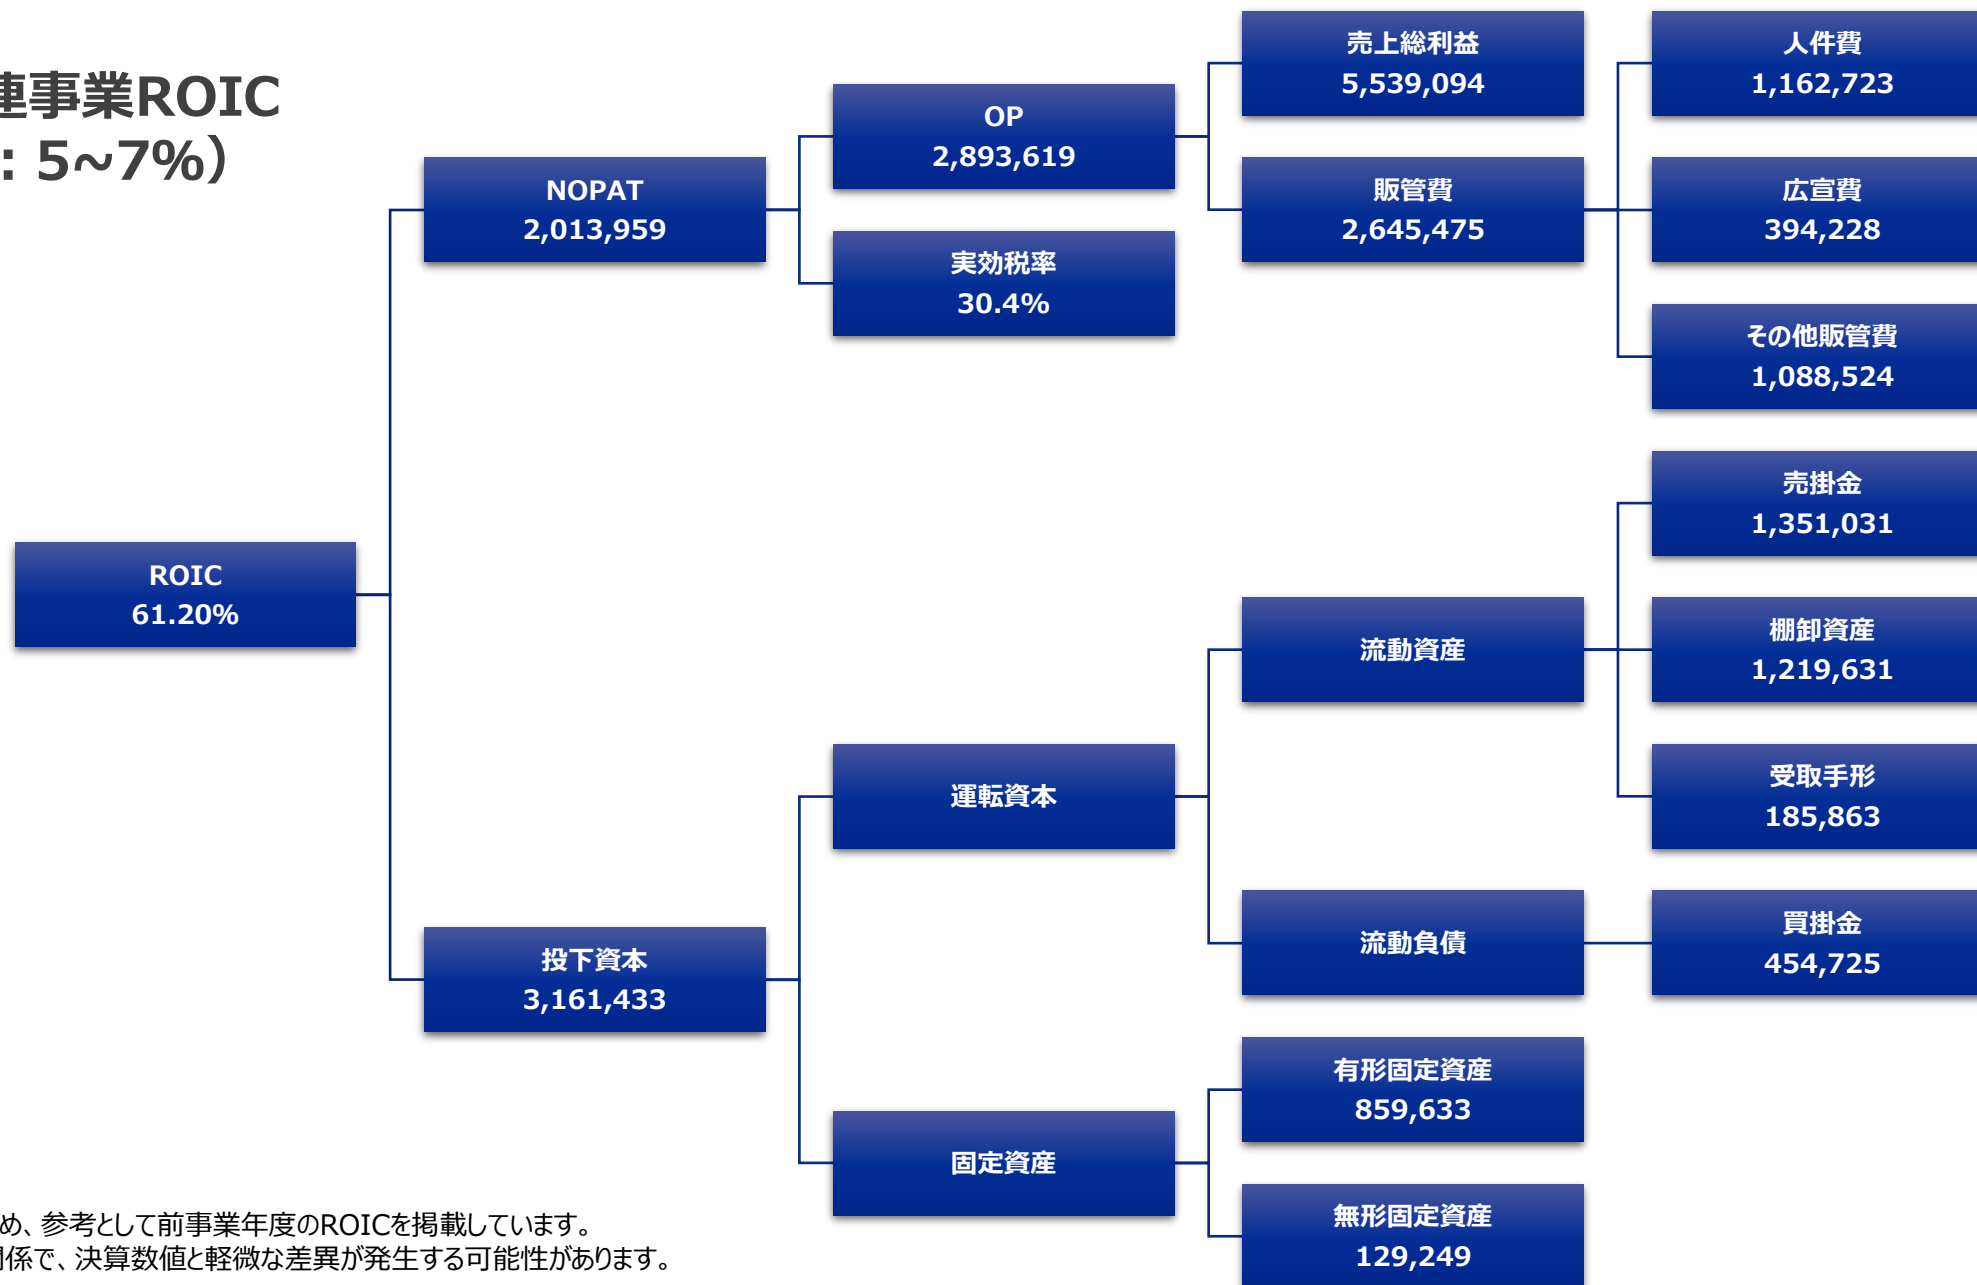 連事業ROIC
：5~7%）
ROIC
61.20%
NOPAT
2,013,959
OP
2,893,619
実効税率
30.4%
売上総利益
5,539,094
販管費
2,645,475
人件費
1,162,723
広宣費
394,228
その他販管費
1,088,524
投下資本
3,161,433
運転資本
流動資産
売掛金
1,351,031
棚卸資産
1,219,631
受取手形
185,863
流動負債
買掛金
454,725
固定資産
有形固定資産
859,633
無形固定資産
129,249
め、参考として前事業年度のROICを掲載しています。
関係で、決算数値と軽微な差異が発生する可能性があります。